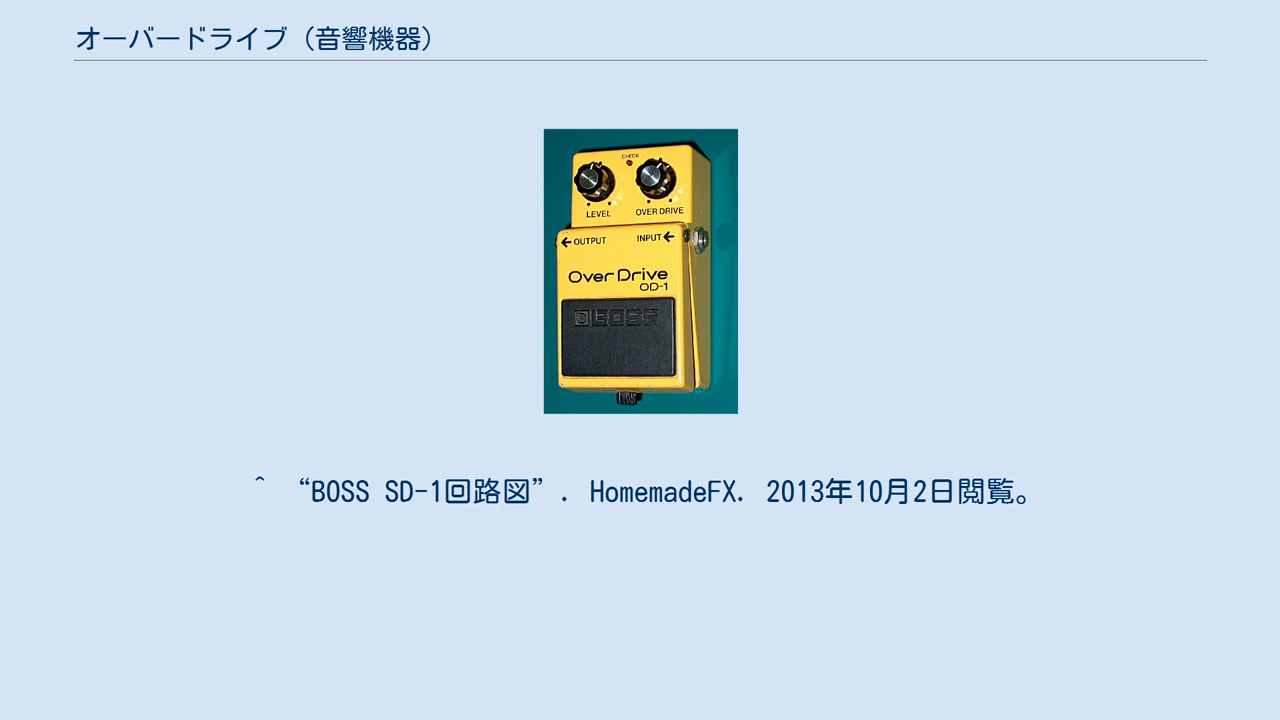 オーバードライブ（音響機器）
CHECK
LEVEL
OVER DRIVE
←OUTPUT
INPUT←
Over Drive
OD-1
BOSS
^ “BOSS SD-1回路図”. HomemadeFX. 2013年10月2日閲覧。